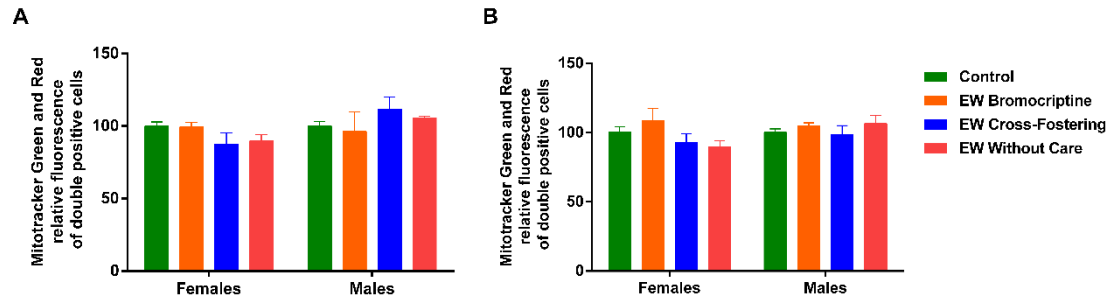 A
Mitotracker Green and Red
relative fluorescence
of double positive cells
150
100
50
0
Females
Males
B
Mitotracker Green and Red
relative fluorescence
of double positive cells
150
100
50
0
Females
Males
Control
EW Bromocriptine
EW Cross-Fostering
EW Without Care